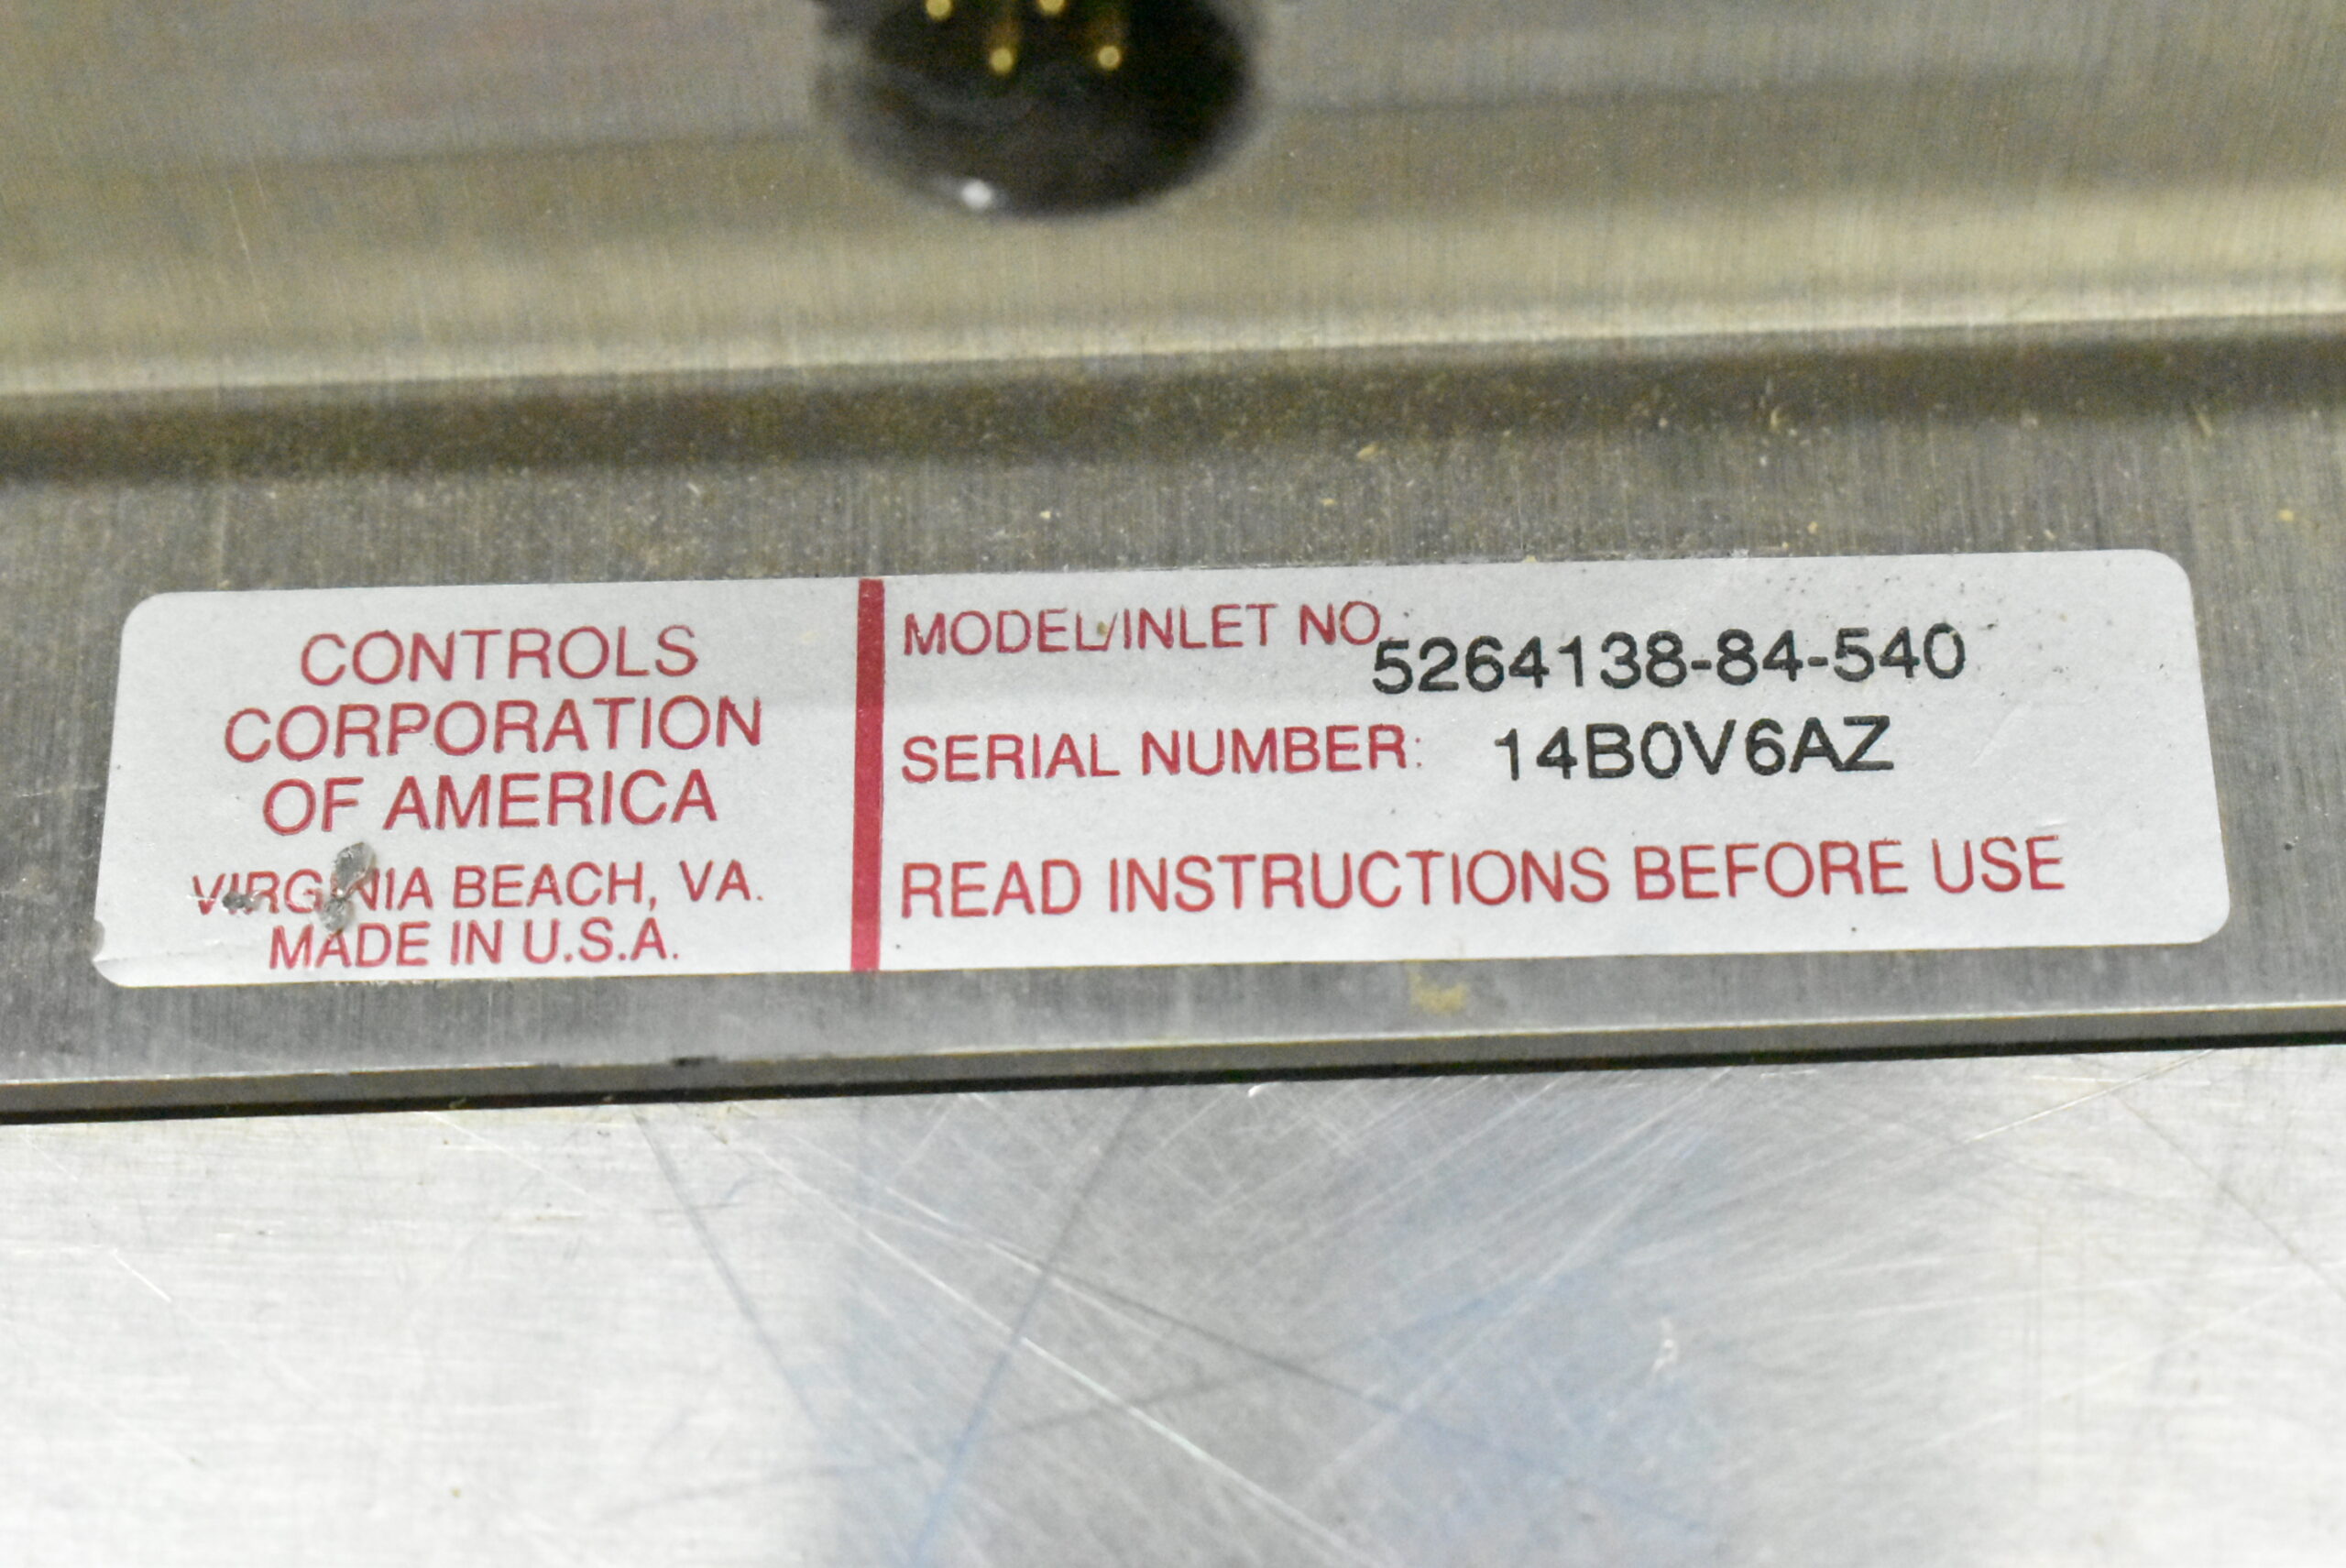 CONTROLS
CORPORATION
OF AMERICA
VIRGINIA BEACH, VA.
MADE IN U.S.A.
MODEL/INLET NO. 5264138-84-540
SERIAL NUMBER: 14B0V6AZ
READ INSTRUCTIONS BEFORE USE